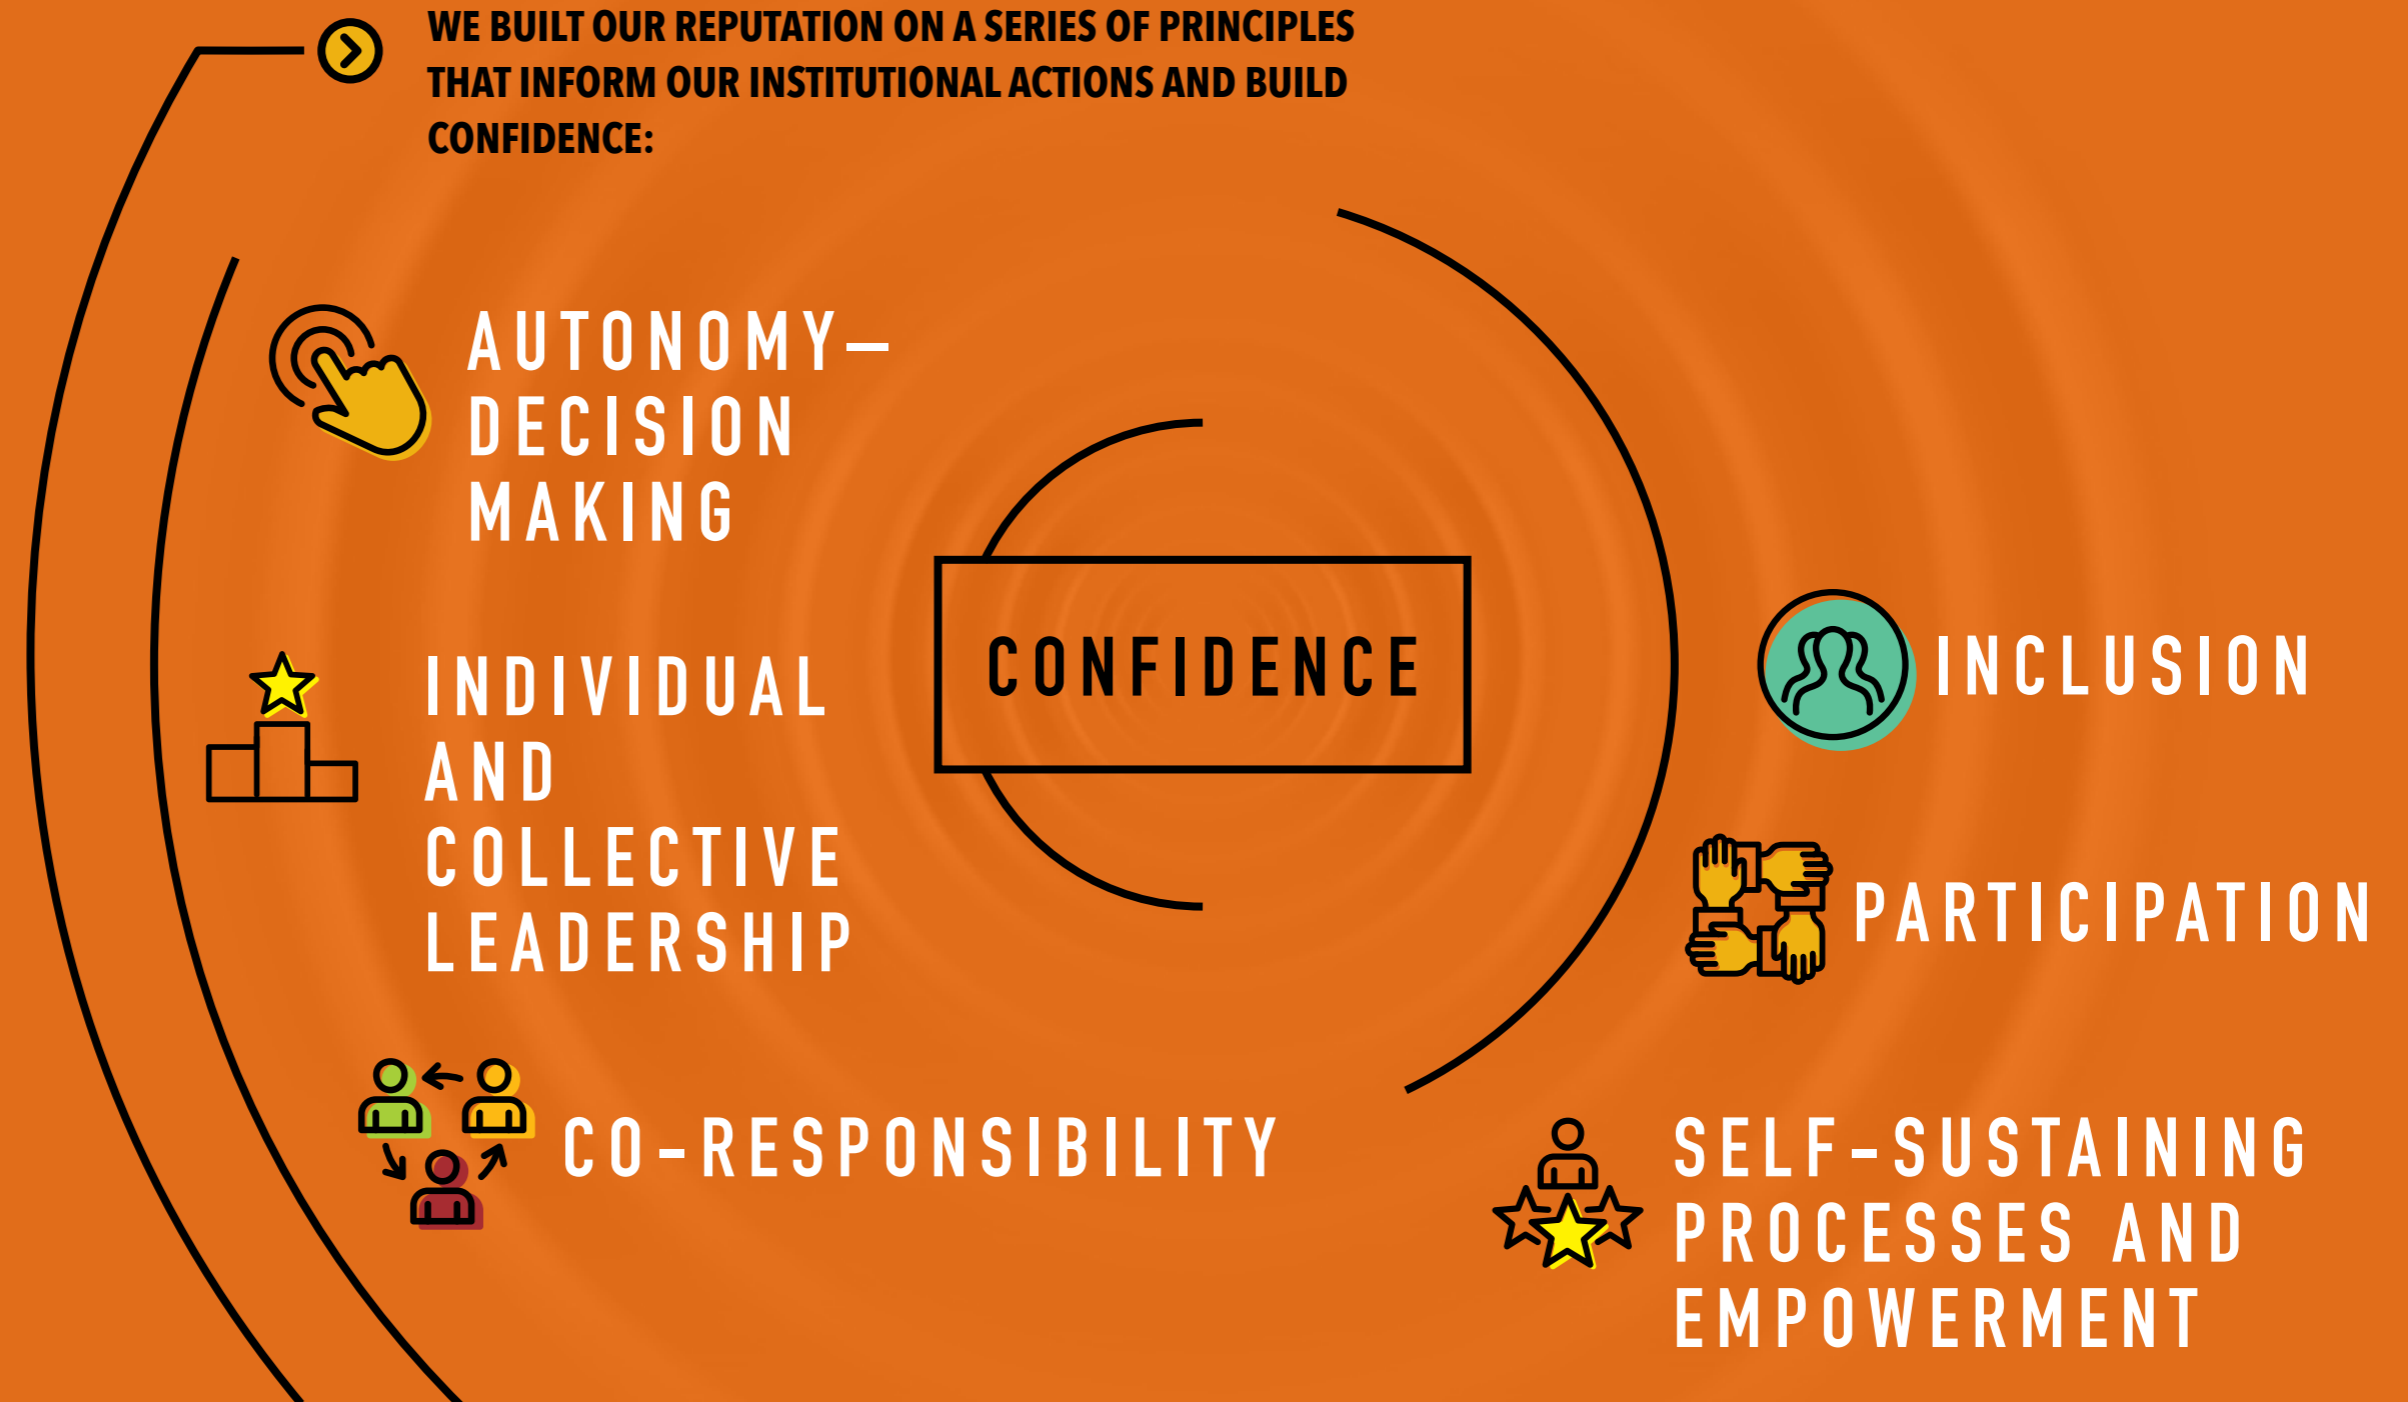 WE BUILT OUR REPUTATION ON A SERIES OF PRINCIPLES
THAT INFORM OUR INSTITUTIONAL ACTIONS AND BUILD
CONFIDENCE:
AUTONOMY–
DECISION
MAKING
INDIVIDUAL
AND
COLLECTIVE
LEADERSHIP
CO-RESPONSIBILITY
CONFIDENCE
INCLUSION
PARTICIPATION
SELF-SUSTAINING
PROCESSES AND
EMPOWERMENT